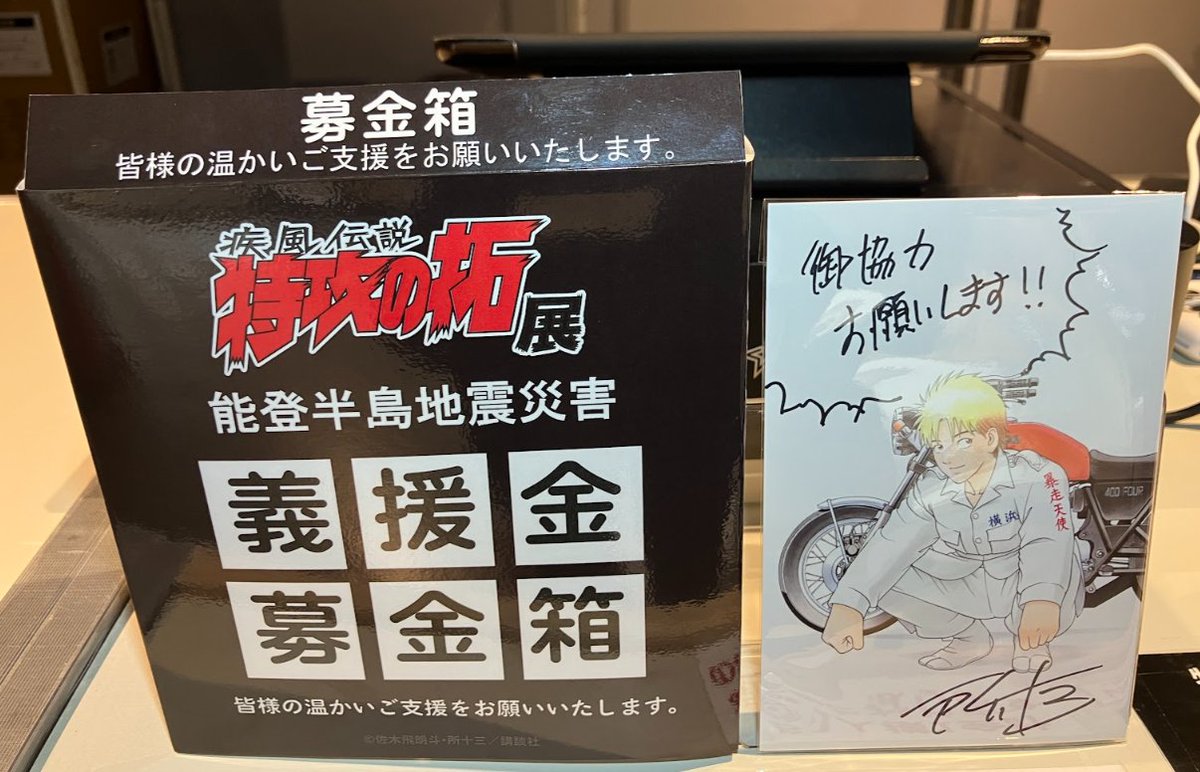 募金箱
皆様の温かいご支援をお願いいたします。
疾風伝説
特攻の拓
展
能登半島地震災害
義援金
募金箱
皆様の温かいご支援をお願いいたします。
©佐木飛朗斗・所十三／講談社
御協力
お願いします!!
400 FOUR
暴走天使
横浜